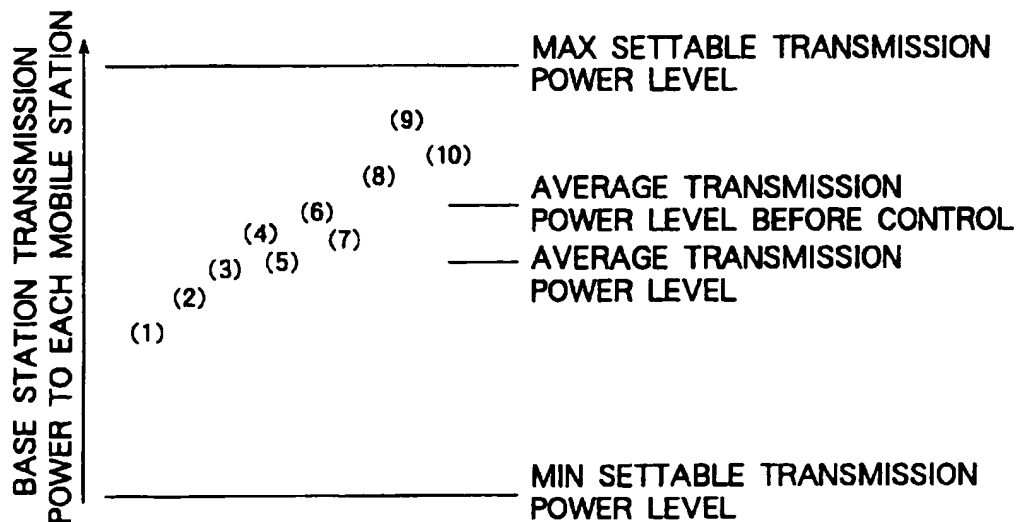 BASE STATION TRANSMISSION
POWER TO EACH MOBILE STATION
MAX SETTABLE TRANSMISSION
POWER LEVEL
(9)
(10)
(8)
AVERAGE TRANSMISSION
POWER LEVEL BEFORE CONTROL
(6)
(4)
(7)
(5)
(3)
AVERAGE TRANSMISSION
POWER LEVEL
(2)
(1)
MIN SETTABLE TRANSMISSION
POWER LEVEL